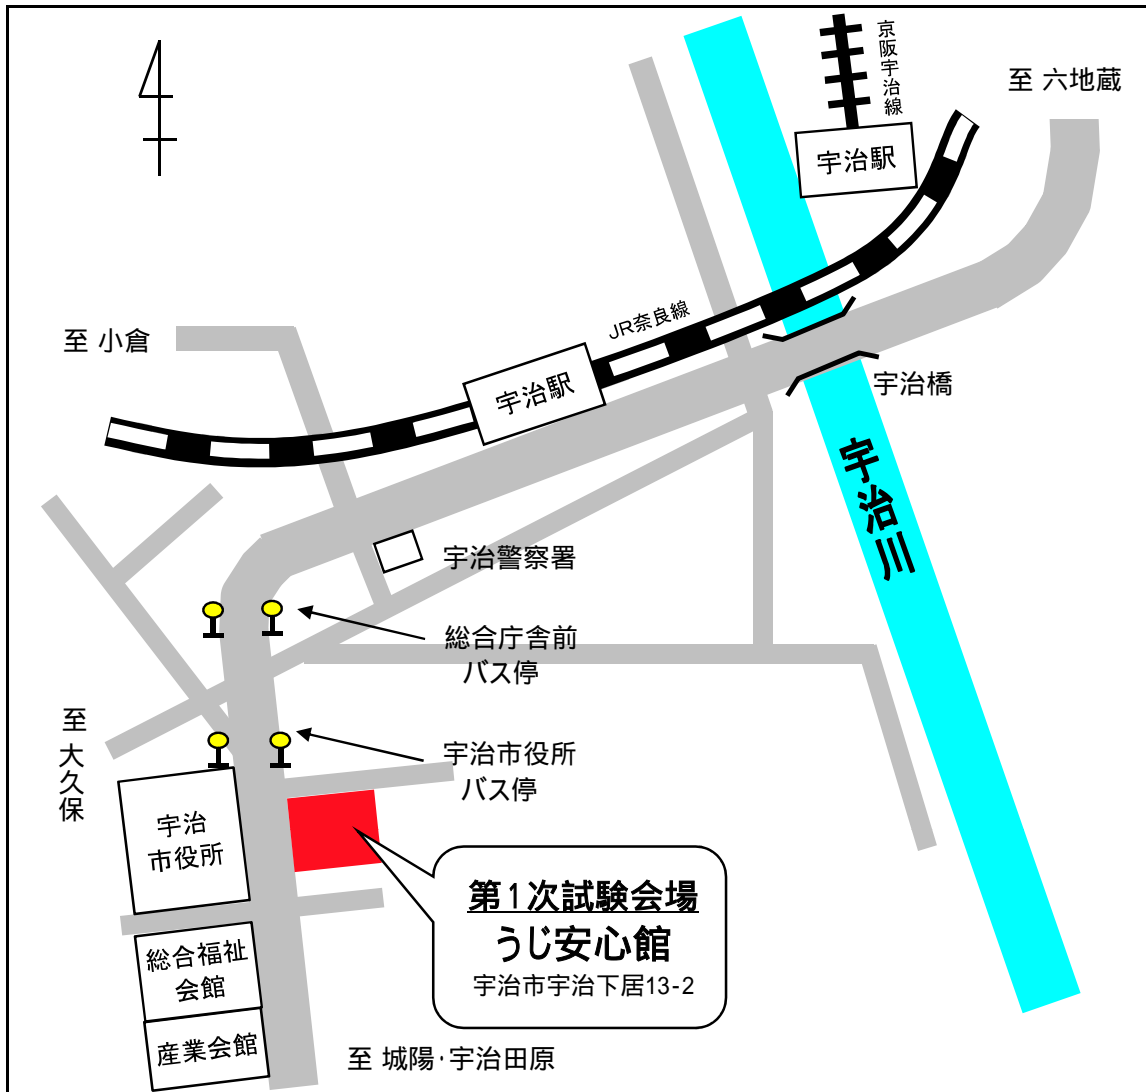 京阪宇治線
至 六地蔵
宇治駅
JR奈良線
至 小倉
宇治駅
宇治橋
宇治川
宇治警察署
総合庁舎前
バス停
至 大久保
宇治市役所
バス停
宇治
市役所
第1次試験会場
うじ安心館
宇治市宇治下居13-2
総合福祉
会館
産業会館
至 城陽・宇治田原